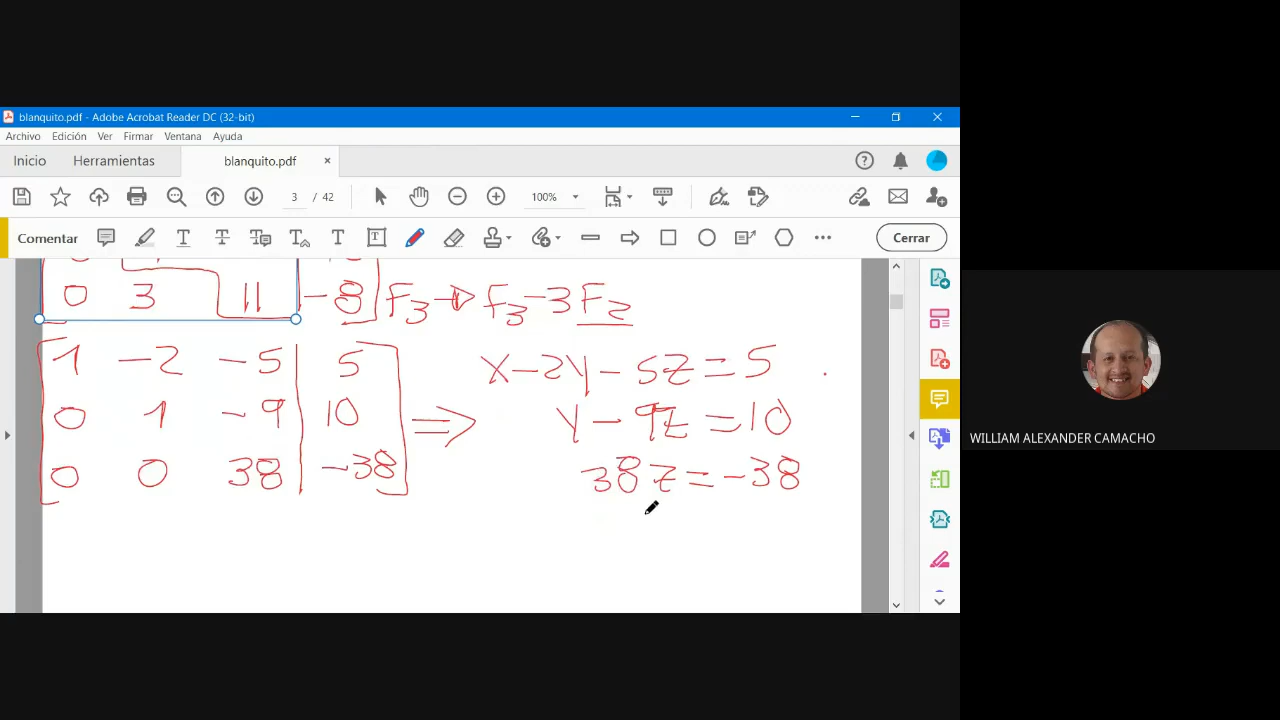 blanquito.pdf - Adobe Acrobat Reader DC (32-bit)
Archivo Edición Ver Firmar Ventana Ayuda
Inicio Herramientas blanquito.pdf ×
3 / 42 100%
Comentar Cerrar
0 3 11 -8 F3 → F3-3F2
1 -2 -5 5 x-2y-5z=5
0 1 -9 10 ⇒ y-9z=10
0 0 38 -38 38z=-38
WILLIAM ALEXANDER CAMACHO